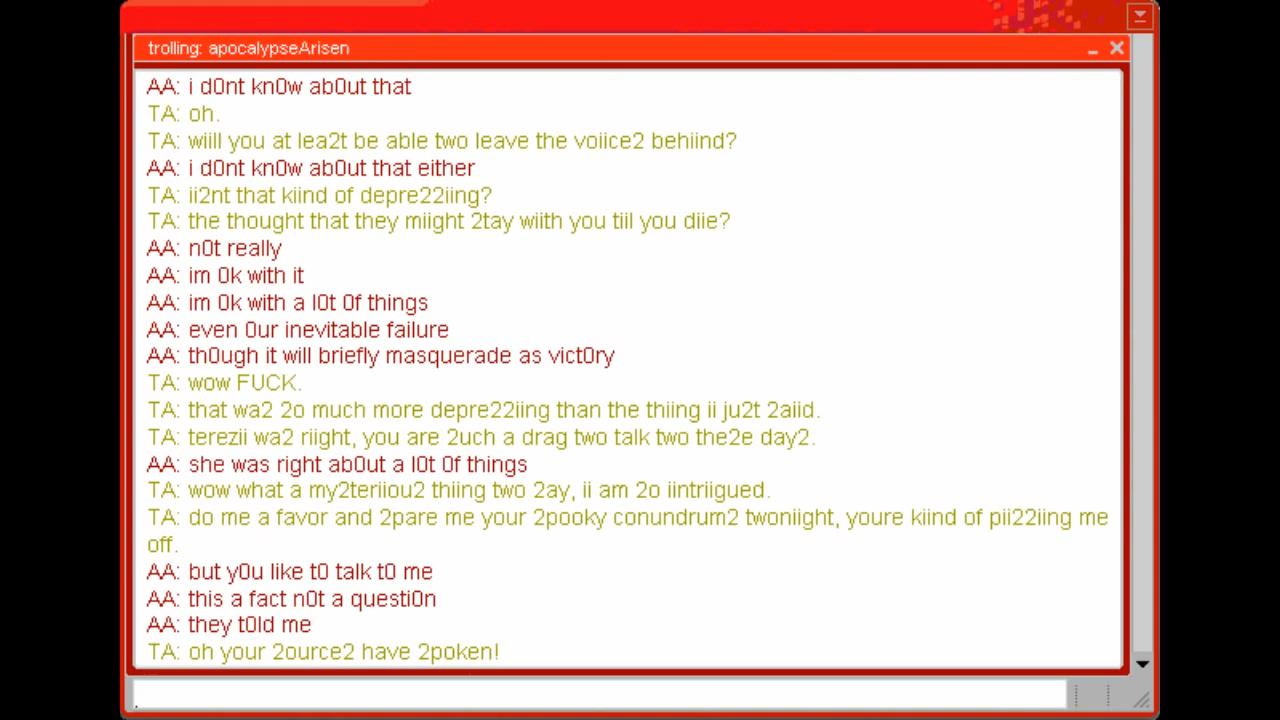 trolling: apocalypseArisen
AA: i d0nt kn0w ab0ut that
TA: oh.
TA: wiill you at lea2t be able two leave the voiice2 behiind?
AA: i d0nt kn0w ab0ut that either
TA: ii2nt that kiind of depre22iing?
TA: the thought that they miight 2tay wiith you tiil you diie?
AA: n0t really
AA: im 0k with it
AA: im 0k with a l0t 0f things
AA: even 0ur inevitable failure
AA: th0ugh it will briefly masquerade as vict0ry
TA: wow FUCK.
TA: that wa2 2o much more depre22iing than the thiing ii ju2t 2aiid.
TA: terezii wa2 riight, you are 2uch a drag two talk two the2e day2.
AA: she was right ab0ut a l0t 0f things
TA: wow what a my2teriiou2 thiing two 2ay, ii am 2o iintriigued.
TA: do me a favor and 2pare me your 2pooky conundrum2 twoniight, youre kiind of pii22iing me
off.
AA: but y0u like t0 talk t0 me
AA: this a fact n0t a questi0n
AA: they t0ld me
TA: oh your 2ource2 have 2poken!